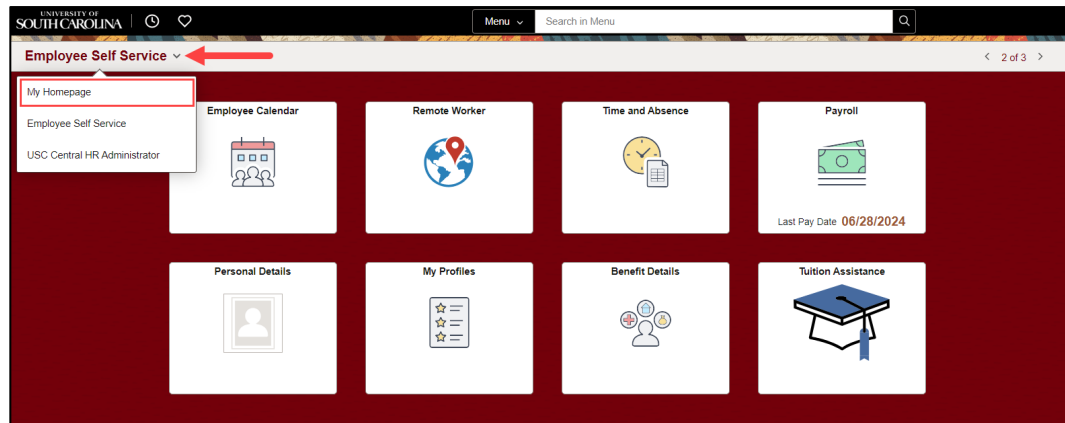 UNIVERSITY OF
SOUTH CAROLINA
Menu
Search in Menu
Employee Self Service
2 of 3
My Homepage
Employee Self Service
USC Central HR Administrator
Employee Calendar
Remote Worker
Time and Absence
Payroll
Last Pay Date 06/28/2024
Personal Details
My Profiles
Benefit Details
Tuition Assistance